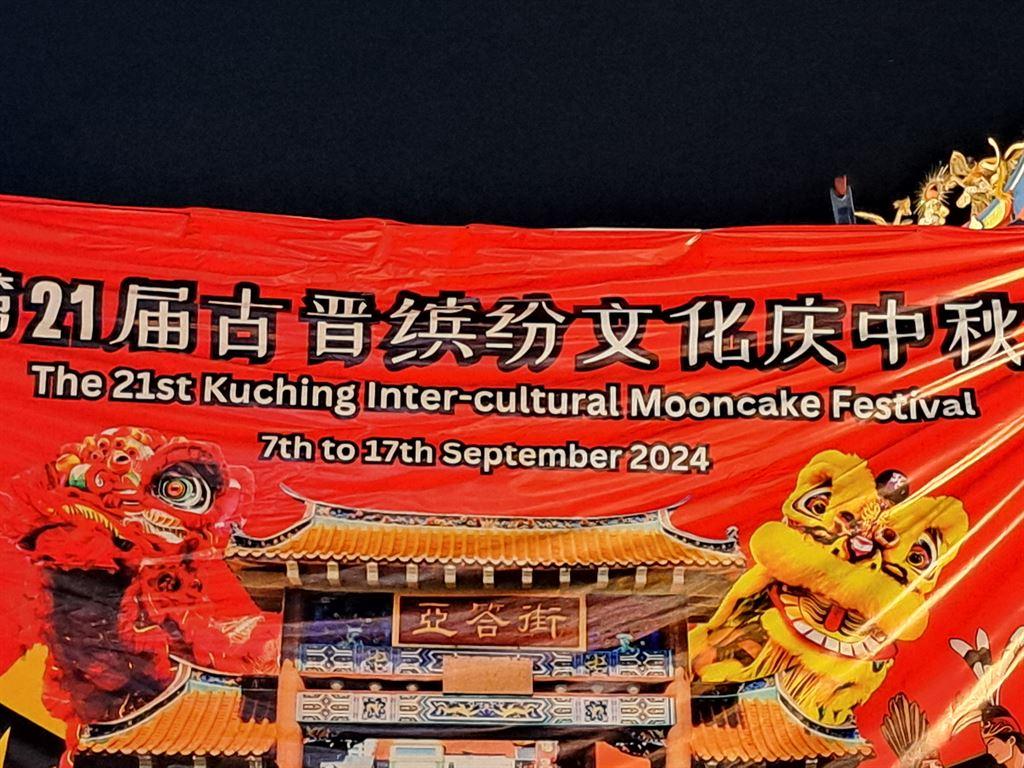 第21届古晋缤纷文化庆中秋
The 21st Kuching Inter-cultural Mooncake Festival
7th to 17th September 2024
亞答街